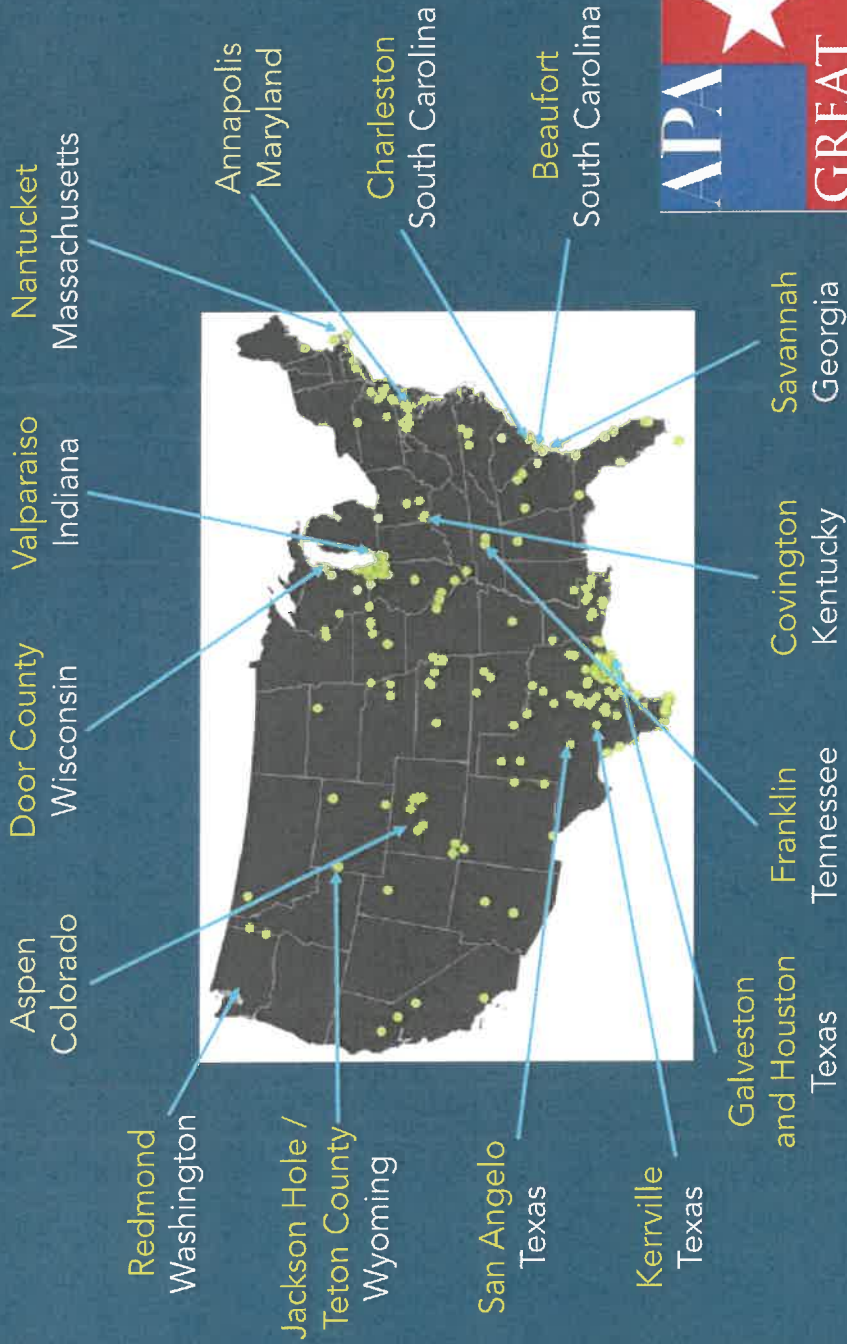 Redmond
Washington
Aspen
Colorado
Door County
Wisconsin
Valparaiso
Indiana
Nantucket
Massachusetts
Annapolis
Maryland
Charleston
South Carolina
Beaufort
South Carolina
Jackson Hole /
Teton County
Wyoming
San Angelo
Texas
Kerrville
Texas
Galveston
and Houston
Texas
Franklin
Tennessee
Covington
Kentucky
Savannah
Georgia
APA
GREAT